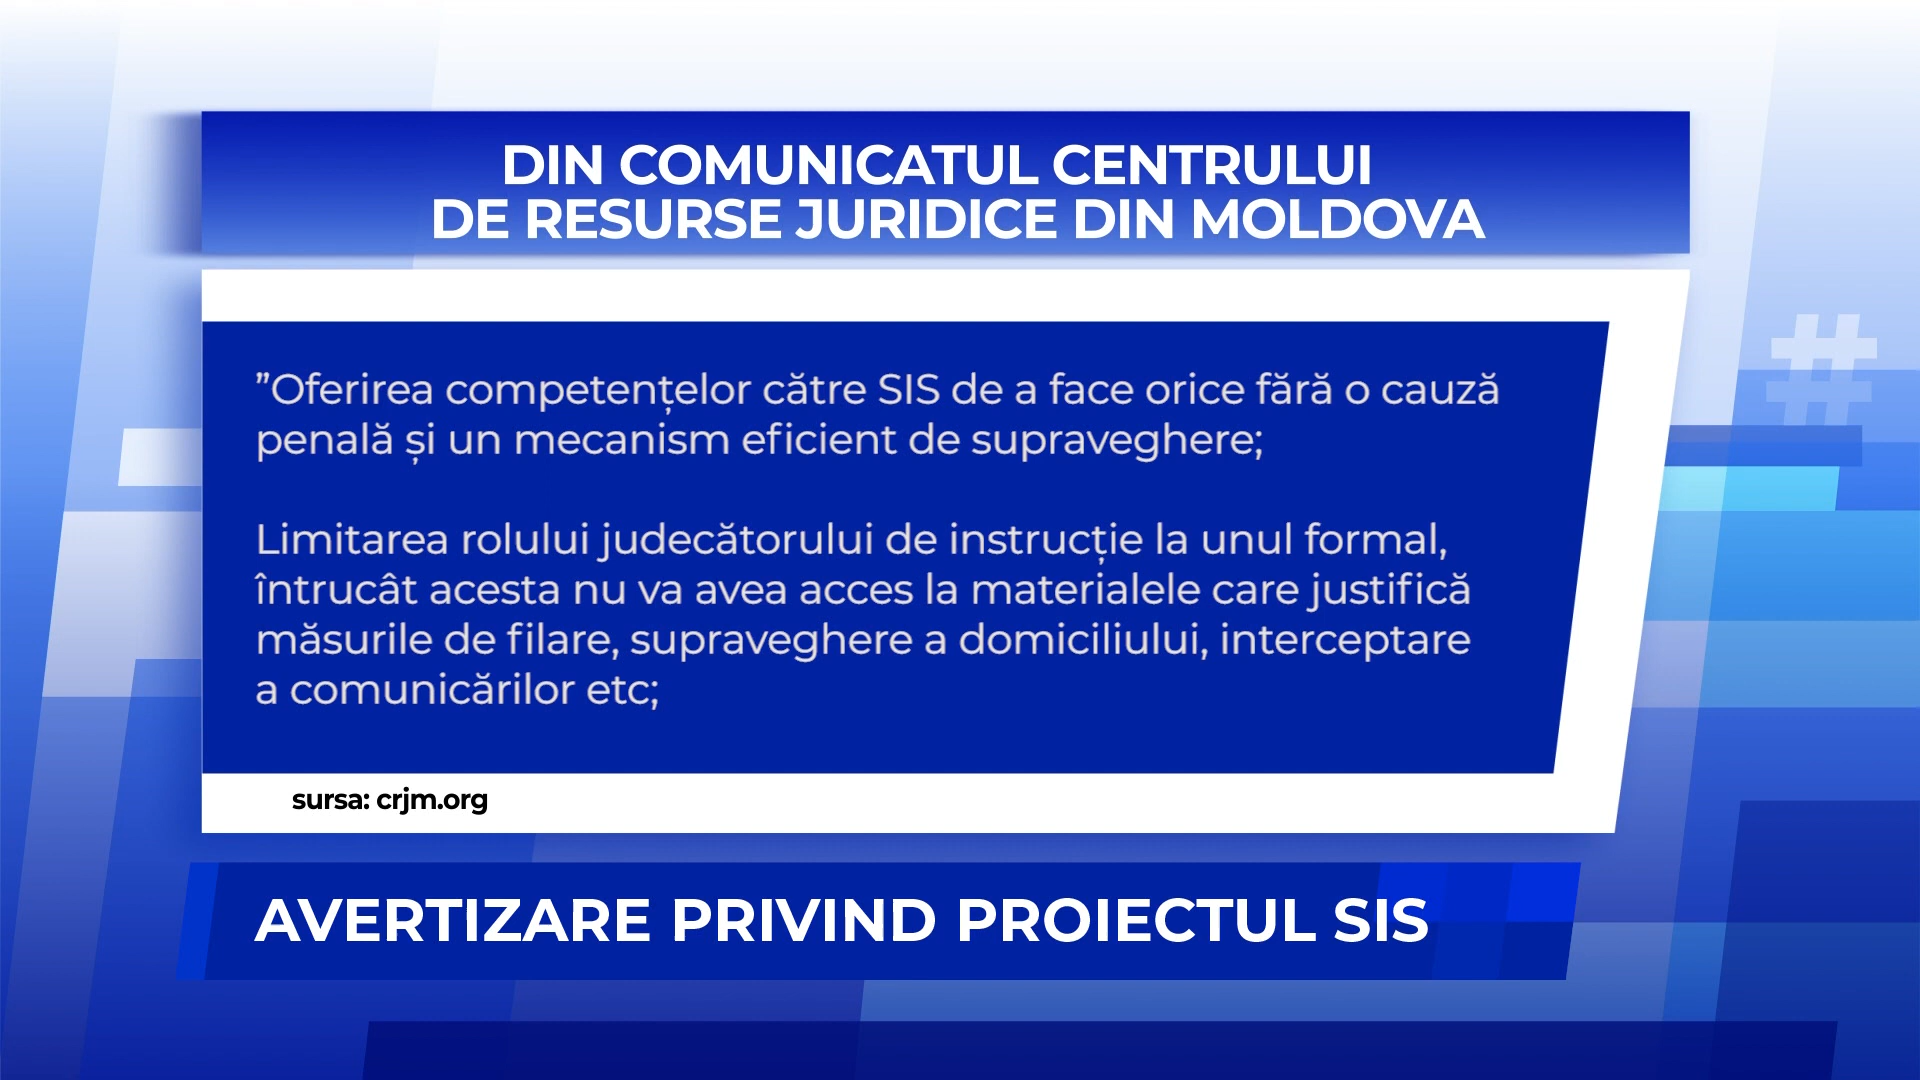 DIN COMUNICATUL CENTRULUI
DE RESURSE JURIDICE DIN MOLDOVA
#
”Oferirea competențelor către SIS de a face orice fără o cauză
penală și un mecanism eficient de supraveghere;
Limitarea rolului judecătorului de instrucție la unul formal,
întrucât acesta nu va avea acces la materialele care justifică
măsurile de filare, supraveghere a domiciliului, interceptare
a comunicărilor etc;
sursa: crjm.org
AVERTIZARE PRIVIND PROIECTUL SIS